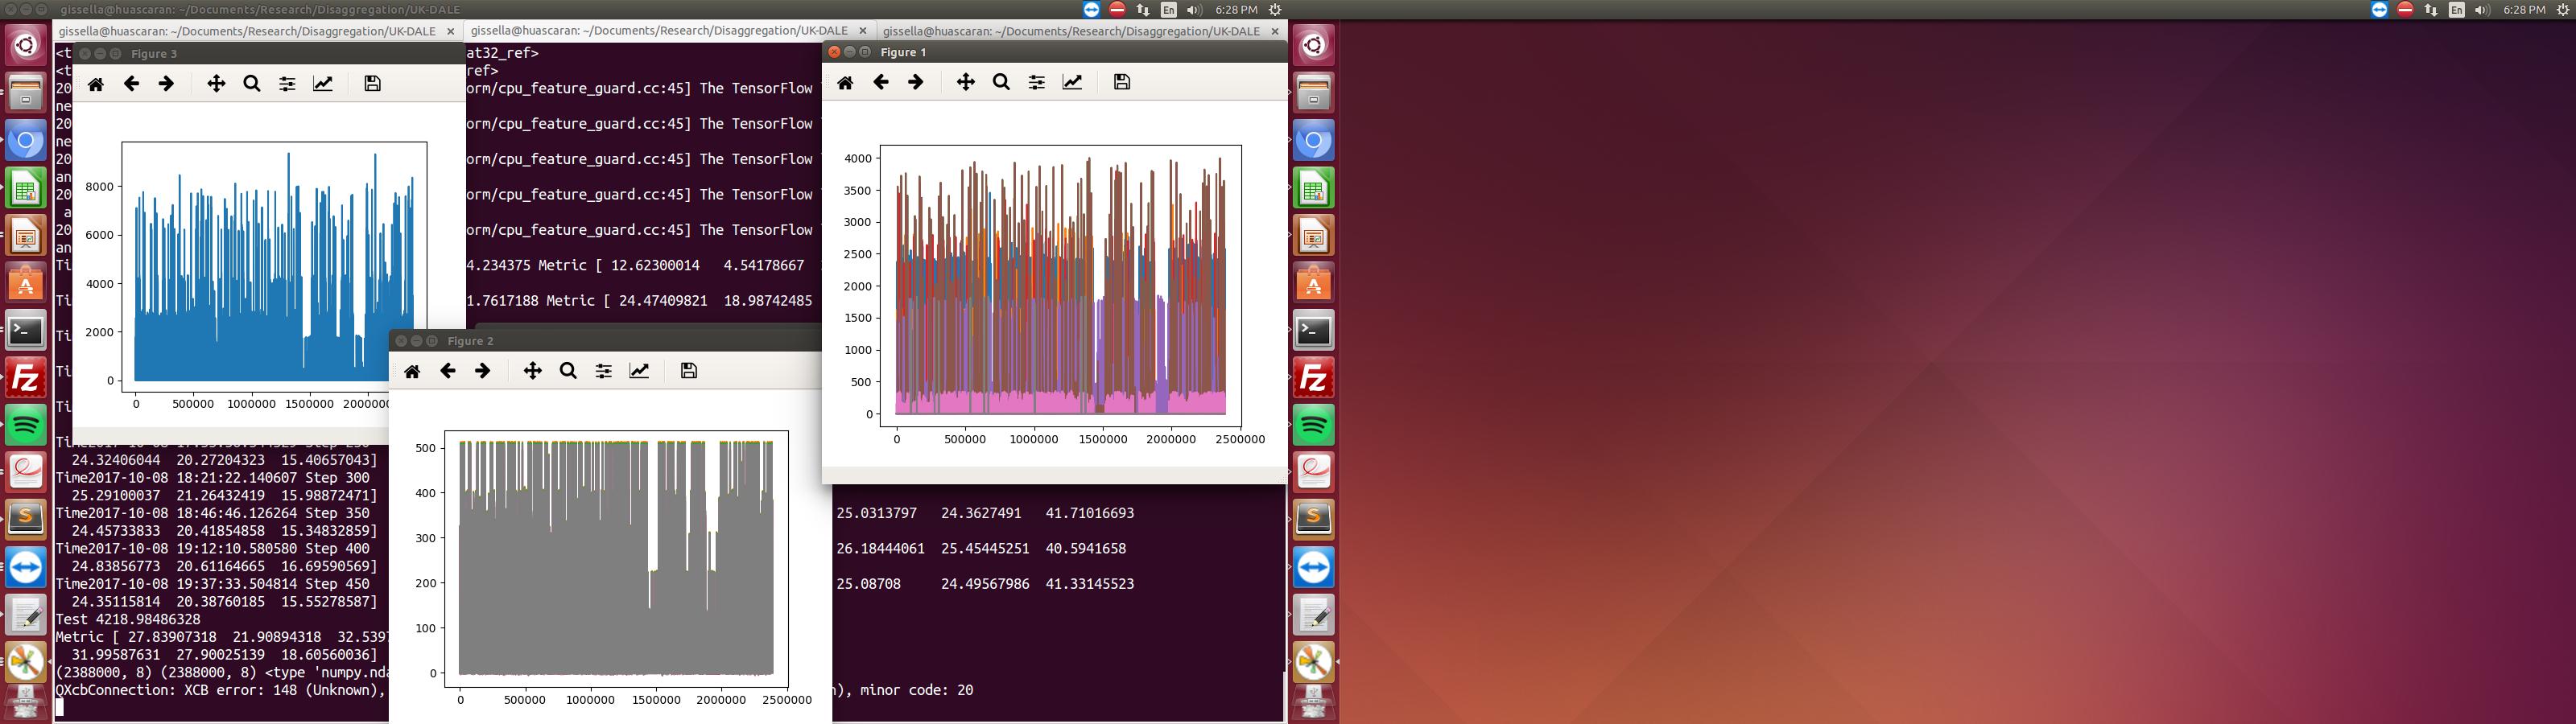 gissella@huascaran: ~/Documents/Research/Disaggregation/UK-DALE
En 6:28 PM
En 6:28 PM
gissella@huascaran: ~/Documents/Research/Disaggregation/UK-DALE
gissella@huascaran: ~/Documents/Research/Disaggregation/UK-DALE
gissella@huascaran: ~/Documents/Research/Disaggregation/UK-DALE
Figure 3
8000
6000
4000
2000
0
0 500000 1000000 1500000
at32_ref>
ref>
orm/cpu_feature_guard.cc:45] The TensorFlow
orm/cpu_feature_guard.cc:45] The TensorFlow
orm/cpu_feature_guard.cc:45] The TensorFlow
orm/cpu_feature_guard.cc:45] The TensorFlow
orm/cpu_feature_guard.cc:45] The TensorFlow
4.234375 Metric [ 12.62300014 4.54178667
1.7617188 Metric [ 24.47409821 18.98742485
Figure 1
4000
3500
3000
2500
2000
1500
1000
500
0
0 500000 1000000 1500000 2000000 2500000
Figure 2
500
400
300
200
100
0
0 500000 1000000 1500000 2000000 2500000
24.32406044 20.27204323 15.40657043]
Time2017-10-08 18:21:22.140607 Step 300
25.29100037 21.26432419 15.98872471]
Time2017-10-08 18:46:46.126264 Step 350
24.45733833 20.41854858 15.34832859]
Time2017-10-08 19:12:10.580580 Step 400
24.83856773 20.61164665 16.69590569]
Time2017-10-08 19:37:33.504814 Step 450
24.35115814 20.38760185 15.55278587]
Test 4218.98486328
Metric [ 27.83907318 21.90894318 32.5397
31.99587631 27.90025139 18.60560036]
(2388000, 8) (2388000, 8) <type 'numpy.nda
QXcbConnection: XCB error: 148 (Unknown),
25.0313797 24.3627491 41.71016693
26.18444061 25.45445251 40.5941658
25.08708 24.49567986 41.33145523
), minor code: 20